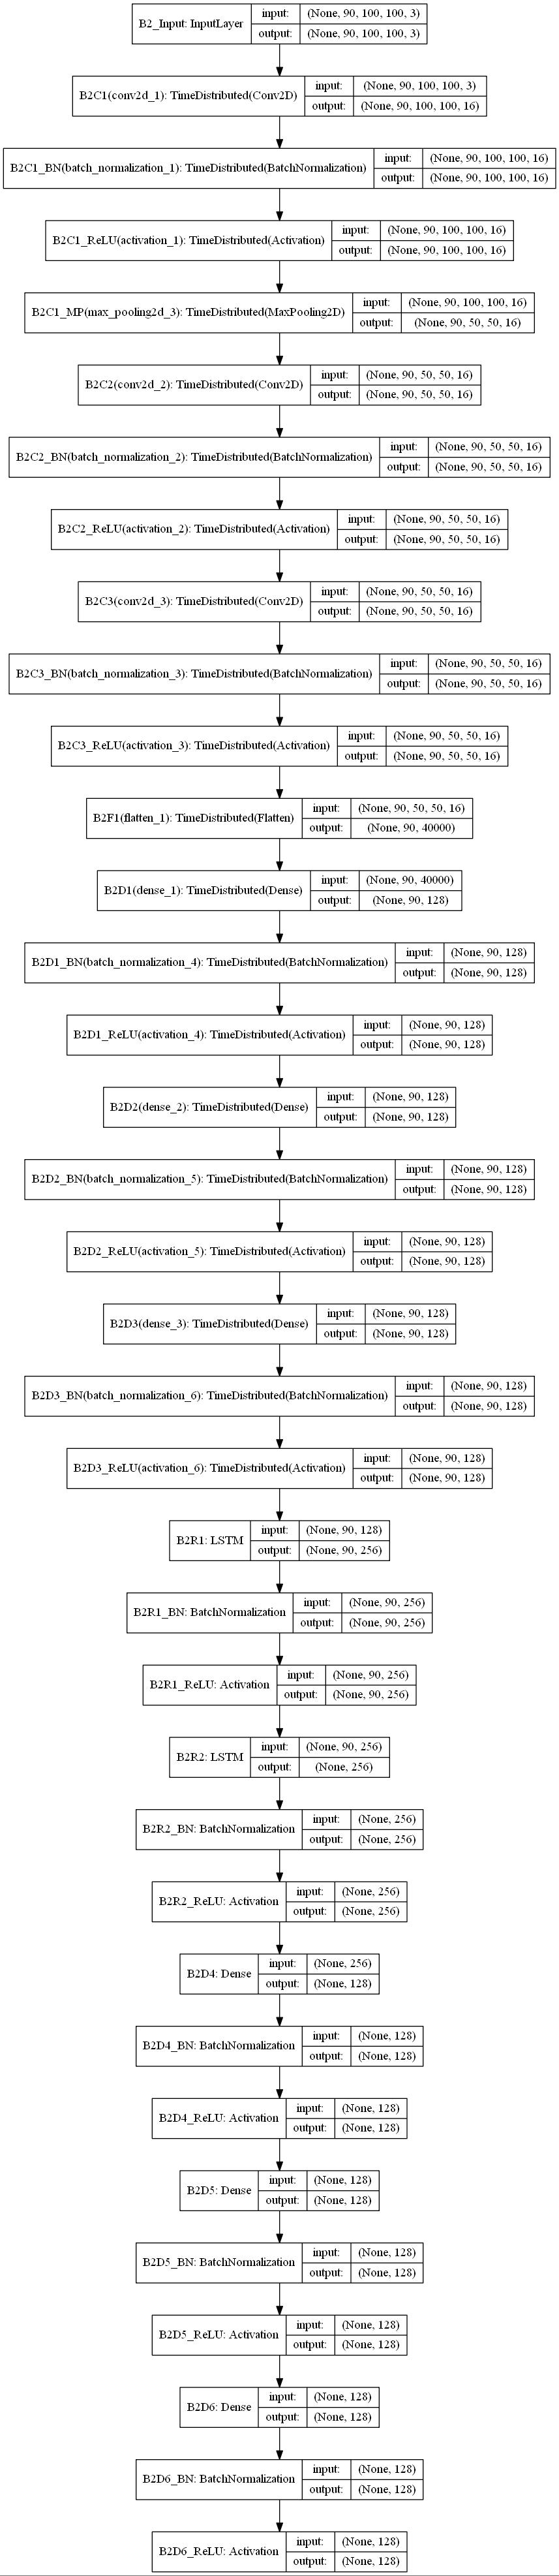 B2_Input: InputLayer
input: (None, 90, 100, 100, 3)
output: (None, 90, 100, 100, 3)
B2C1(conv2d_1): TimeDistributed(Conv2D)
input: (None, 90, 100, 100, 3)
output: (None, 90, 100, 100, 16)
B2C1_BN(batch_normalization_1): TimeDistributed(BatchNormalization)
input: (None, 90, 100, 100, 16)
output: (None, 90, 100, 100, 16)
B2C1_ReLU(activation_1): TimeDistributed(Activation)
input: (None, 90, 100, 100, 16)
output: (None, 90, 100, 100, 16)
B2C1_MP(max_pooling2d_3): TimeDistributed(MaxPooling2D)
input: (None, 90, 100, 100, 16)
output: (None, 90, 50, 50, 16)
B2C2(conv2d_2): TimeDistributed(Conv2D)
input: (None, 90, 50, 50, 16)
output: (None, 90, 50, 50, 16)
B2C2_BN(batch_normalization_2): TimeDistributed(BatchNormalization)
input: (None, 90, 50, 50, 16)
output: (None, 90, 50, 50, 16)
B2C2_ReLU(activation_2): TimeDistributed(Activation)
input: (None, 90, 50, 50, 16)
output: (None, 90, 50, 50, 16)
B2C3(conv2d_3): TimeDistributed(Conv2D)
input: (None, 90, 50, 50, 16)
output: (None, 90, 50, 50, 16)
B2C3_BN(batch_normalization_3): TimeDistributed(BatchNormalization)
input: (None, 90, 50, 50, 16)
output: (None, 90, 50, 50, 16)
B2C3_ReLU(activation_3): TimeDistributed(Activation)
input: (None, 90, 50, 50, 16)
output: (None, 90, 50, 50, 16)
B2F1(flatten_1): TimeDistributed(Flatten)
input: (None, 90, 50, 50, 16)
output: (None, 90, 40000)
B2D1(dense_1): TimeDistributed(Dense)
input: (None, 90, 40000)
output: (None, 90, 128)
B2D1_BN(batch_normalization_4): TimeDistributed(BatchNormalization)
input: (None, 90, 128)
output: (None, 90, 128)
B2D1_ReLU(activation_4): TimeDistributed(Activation)
input: (None, 90, 128)
output: (None, 90, 128)
B2D2(dense_2): TimeDistributed(Dense)
input: (None, 90, 128)
output: (None, 90, 128)
B2D2_BN(batch_normalization_5): TimeDistributed(BatchNormalization)
input: (None, 90, 128)
output: (None, 90, 128)
B2D2_ReLU(activation_5): TimeDistributed(Activation)
input: (None, 90, 128)
output: (None, 90, 128)
B2D3(dense_3): TimeDistributed(Dense)
input: (None, 90, 128)
output: (None, 90, 128)
B2D3_BN(batch_normalization_6): TimeDistributed(BatchNormalization)
input: (None, 90, 128)
output: (None, 90, 128)
B2D3_ReLU(activation_6): TimeDistributed(Activation)
input: (None, 90, 128)
output: (None, 90, 128)
B2R1: LSTM
input: (None, 90, 128)
output: (None, 90, 256)
B2R1_BN: BatchNormalization
input: (None, 90, 256)
output: (None, 90, 256)
B2R1_ReLU: Activation
input: (None, 90, 256)
output: (None, 90, 256)
B2R2: LSTM
input: (None, 90, 256)
output: (None, 256)
B2R2_BN: BatchNormalization
input: (None, 256)
output: (None, 256)
B2R2_ReLU: Activation
input: (None, 256)
output: (None, 256)
B2D4: Dense
input: (None, 256)
output: (None, 128)
B2D4_BN: BatchNormalization
input: (None, 128)
output: (None, 128)
B2D4_ReLU: Activation
input: (None, 128)
output: (None, 128)
B2D5: Dense
input: (None, 128)
output: (None, 128)
B2D5_BN: BatchNormalization
input: (None, 128)
output: (None, 128)
B2D5_ReLU: Activation
input: (None, 128)
output: (None, 128)
B2D6: Dense
input: (None, 128)
output: (None, 128)
B2D6_BN: BatchNormalization
input: (None, 128)
output: (None, 128)
B2D6_ReLU: Activation
input: (None, 128)
output: (None, 128)